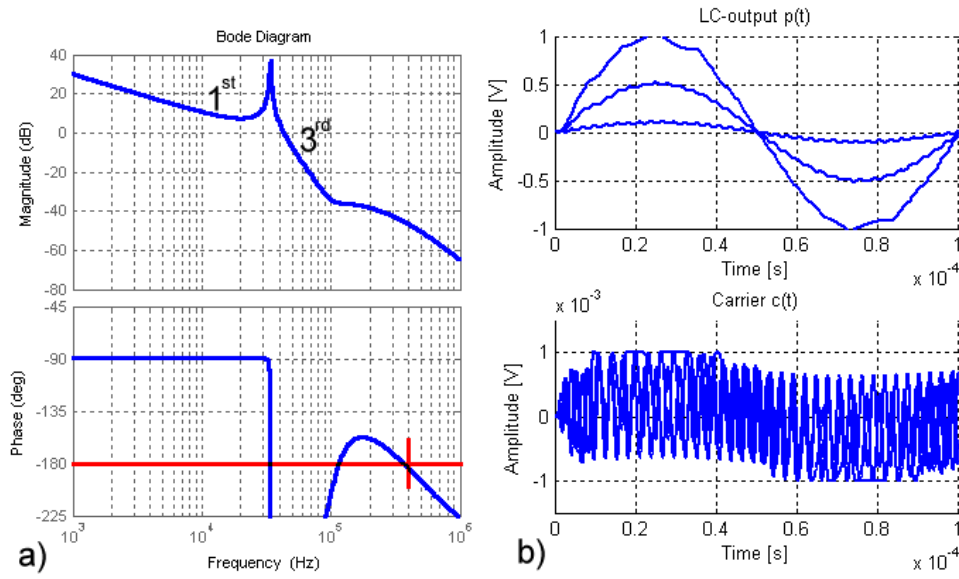 Bode Diagram
Magnitude (dB)
40
20
0
-20
-40
-60
-80
1st
3rd
Phase (deg)
-45
-90
-135
-180
-225
10^3
10^4
10^5
10^6
Frequency (Hz)
a)
LC-output p(t)
Amplitude [V]
1
0.5
0
-0.5
-1
0
0.2
0.4
0.6
0.8
1
Time [s]
x 10^-4
x 10^-3
Carrier c(t)
Amplitude [V]
1
0
-1
0
0.2
0.4
0.6
0.8
1
Time [s]
x 10^-4
b)